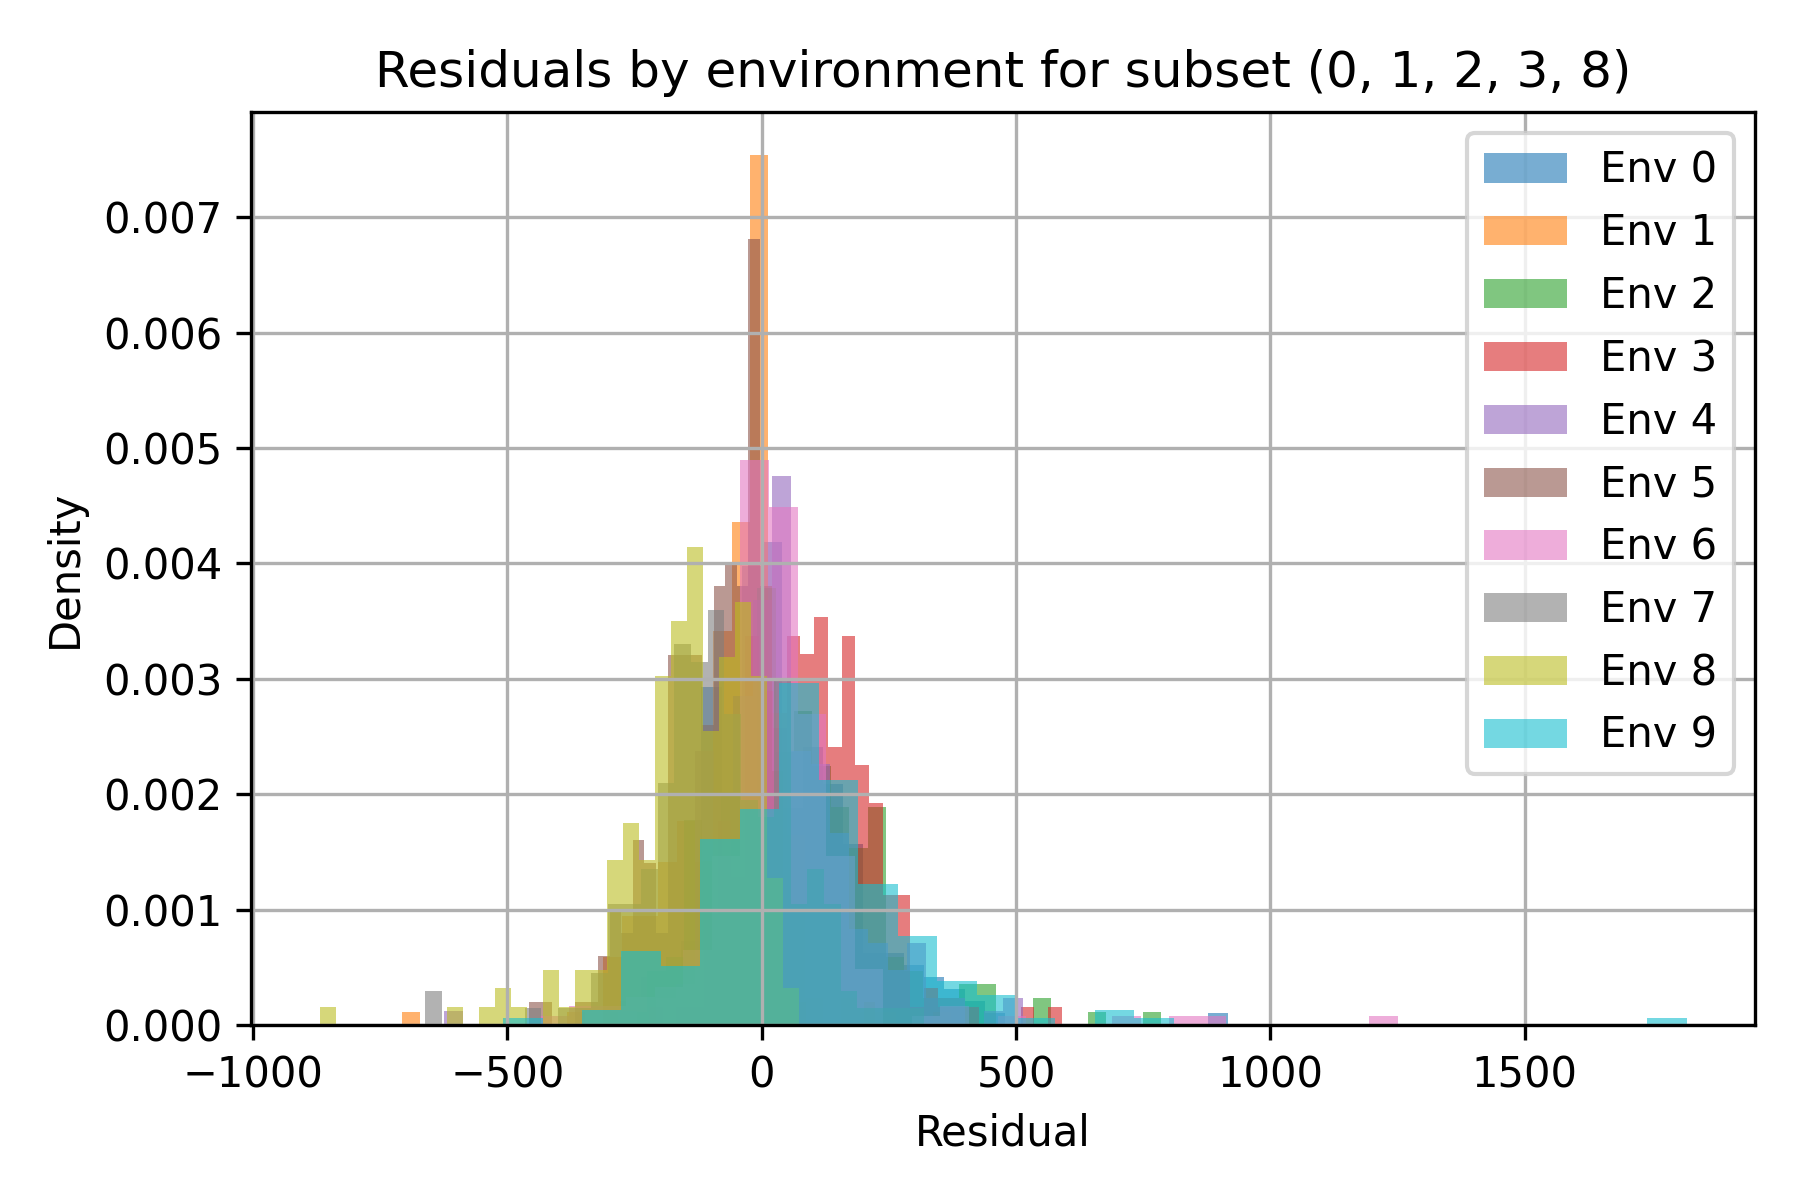 Residuals by environment for subset (0, 1, 2, 3, 8)
Density
0.007
0.006
0.005
0.004
0.003
0.002
0.001
0.000
−1000
−500
0
500
1000
1500
Residual
Env 0
Env 1
Env 2
Env 3
Env 4
Env 5
Env 6
Env 7
Env 8
Env 9